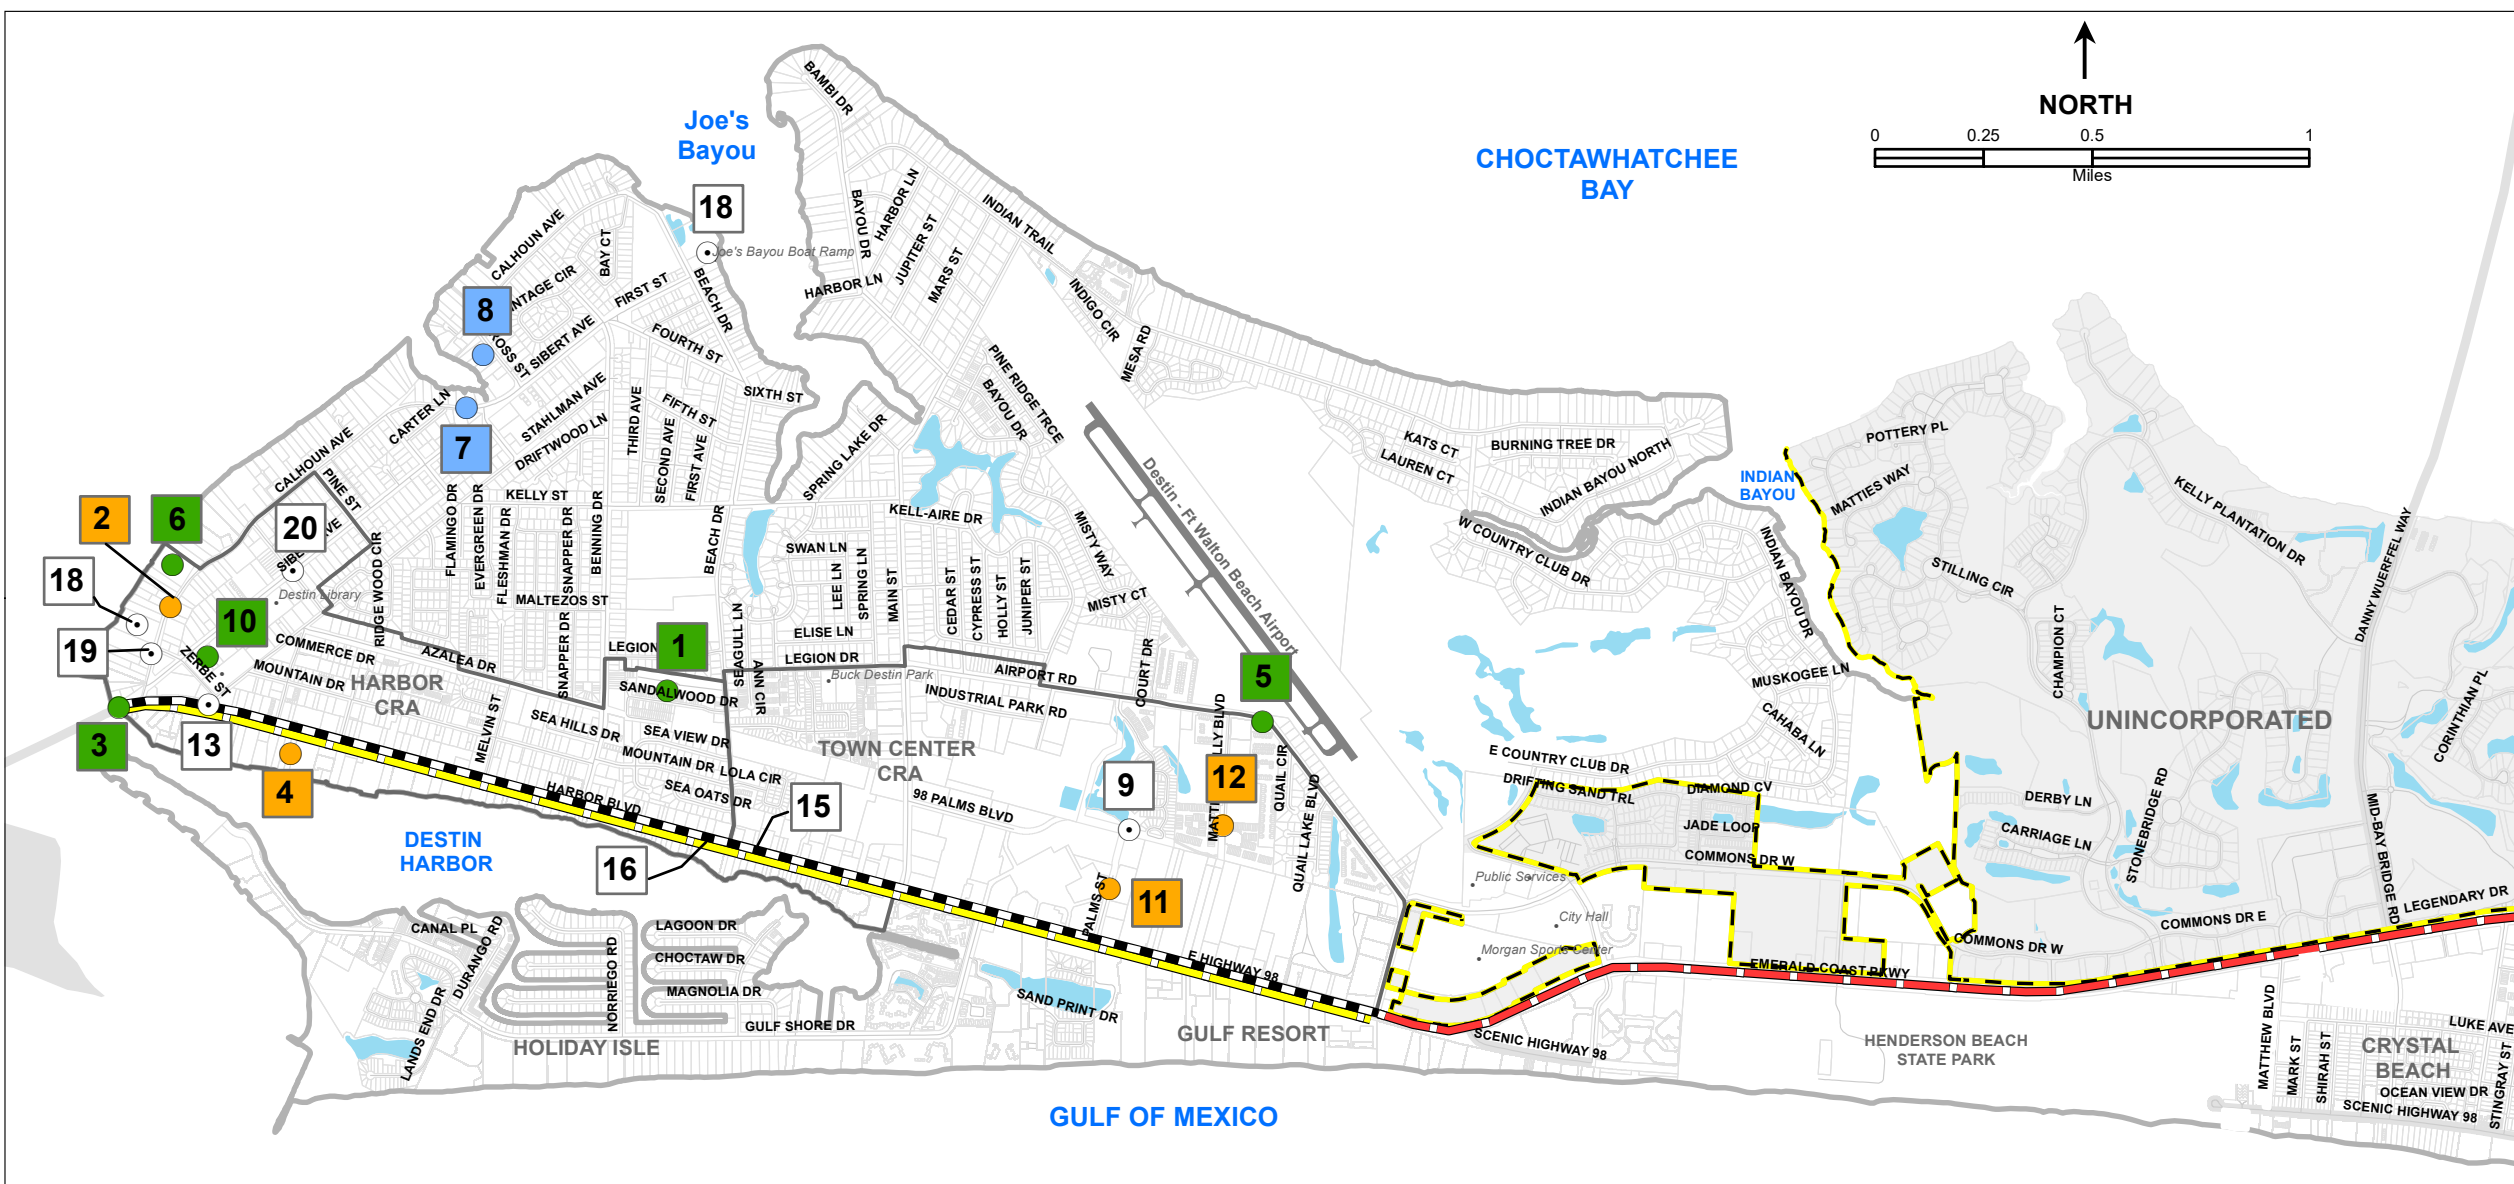 NORTH
0 0.25 0.5 1
Miles
Joe's
Bayou
CHOCTAWHATCHEE
BAY
18
Joe's Bayou Boat Ramp
BAMBI DR
HARBOR LN
BAYOU DR
JUPITER ST
MARS ST
HARBOR LN
INDIAN TRAIL
INDIGO CIR
MESA RD
CALHOUN AVE
BAY CT
FIRST ST
BEACH DR
8
SIBERT AVE
FOURTH ST
SIXTH ST
STAHLMAN AVE
DRIFTWOOD LN
THIRD AVE
FIFTH ST
SECOND AVE
FIRST AVE
CARTER LN
7
CALHOUN AVE
PINE ST
SPRING LAKE DR
PINE RIDGE TRCE
BAYOU DR
KATS CT
LAUREN CT
BURNING TREE DR
INDIAN BAYOU NORTH
INDIAN
BAYOU
POTTERY PL
MATTIES WAY
KELLY PLANTATION DR
STILLING CIR
DANNY WUERFFEL WAY
2
6
20
18
19
10
Destin Library
RIDGE WOOD CIR
FLAMINGO DR
EVERGREEN DR
FLESHMAN DR
SNAPPER DR
BENNING DR
KELLY ST
MALTEZOS ST
SNAPPER DR
BEACH DR
KELL-AIRE DR
SWAN LN
LEE LN
SPRING LN
MAIN ST
CEDAR ST
CYPRESS ST
HOLLY ST
JUNIPER ST
MISTY WAY
MISTY CT
Destin - Ft Walton Beach Airport
W COUNTRY CLUB DR
INDIAN BAYOU DR
CHAMPION CT
MUSKOGEE LN
CAHABA LN
UNINCORPORATED
CORINTHIAN PL
ZERBE ST
COMMERCE DR
MOUNTAIN DR
HARBOR
CRA
AZALEA DR
LEGION
1
SANDALWOOD DR
SEAGULL LN
ANN CIR
ELISE LN
LEGION DR
Buck Destin Park
AIRPORT RD
INDUSTRIAL PARK RD
COURT DR
5
3
13
4
MELVIN ST
SEA HILLS DR
SEA VIEW DR
MOUNTAIN DR
LOLA CIR
SEA OATS DR
HARBOR BLVD
TOWN CENTER
CRA
98 PALMS BLVD
15
16
9
12
QUAIL CIR
QUAIL LAKE BLVD
PALMS ST
11
E COUNTRY CLUB DR
DRIFTING SAND TRL
DIAMOND CV
JADE LOOP
COMMONS DR W
DERBY LN
CARRIAGE LN
STONEBRIDGE RD
MID-BAY BRIDGE RD
LEGENDARY DR
COMMONS DR E
COMMONS DR W
Public Services
City Hall
Morgan Sports Center
EMERALD COAST PKWY
DESTIN
HARBOR
CANAL PL
DURANGO RD
LANDS END DR
NORRIEGO RD
LAGOON DR
CHOCTAW DR
MAGNOLIA DR
GULF SHORE DR
HOLIDAY ISLE
SAND PRINT DR
E HIGHWAY 98
GULF RESORT
SCENIC HIGHWAY 98
HENDERSON BEACH
STATE PARK
MATTHEW BLVD
MARK ST
SHIRAH ST
LUKE AVE
CRYSTAL
BEACH
STINGRAY ST
OCEAN VIEW DR
SCENIC HIGHWAY 98
GULF OF MEXICO